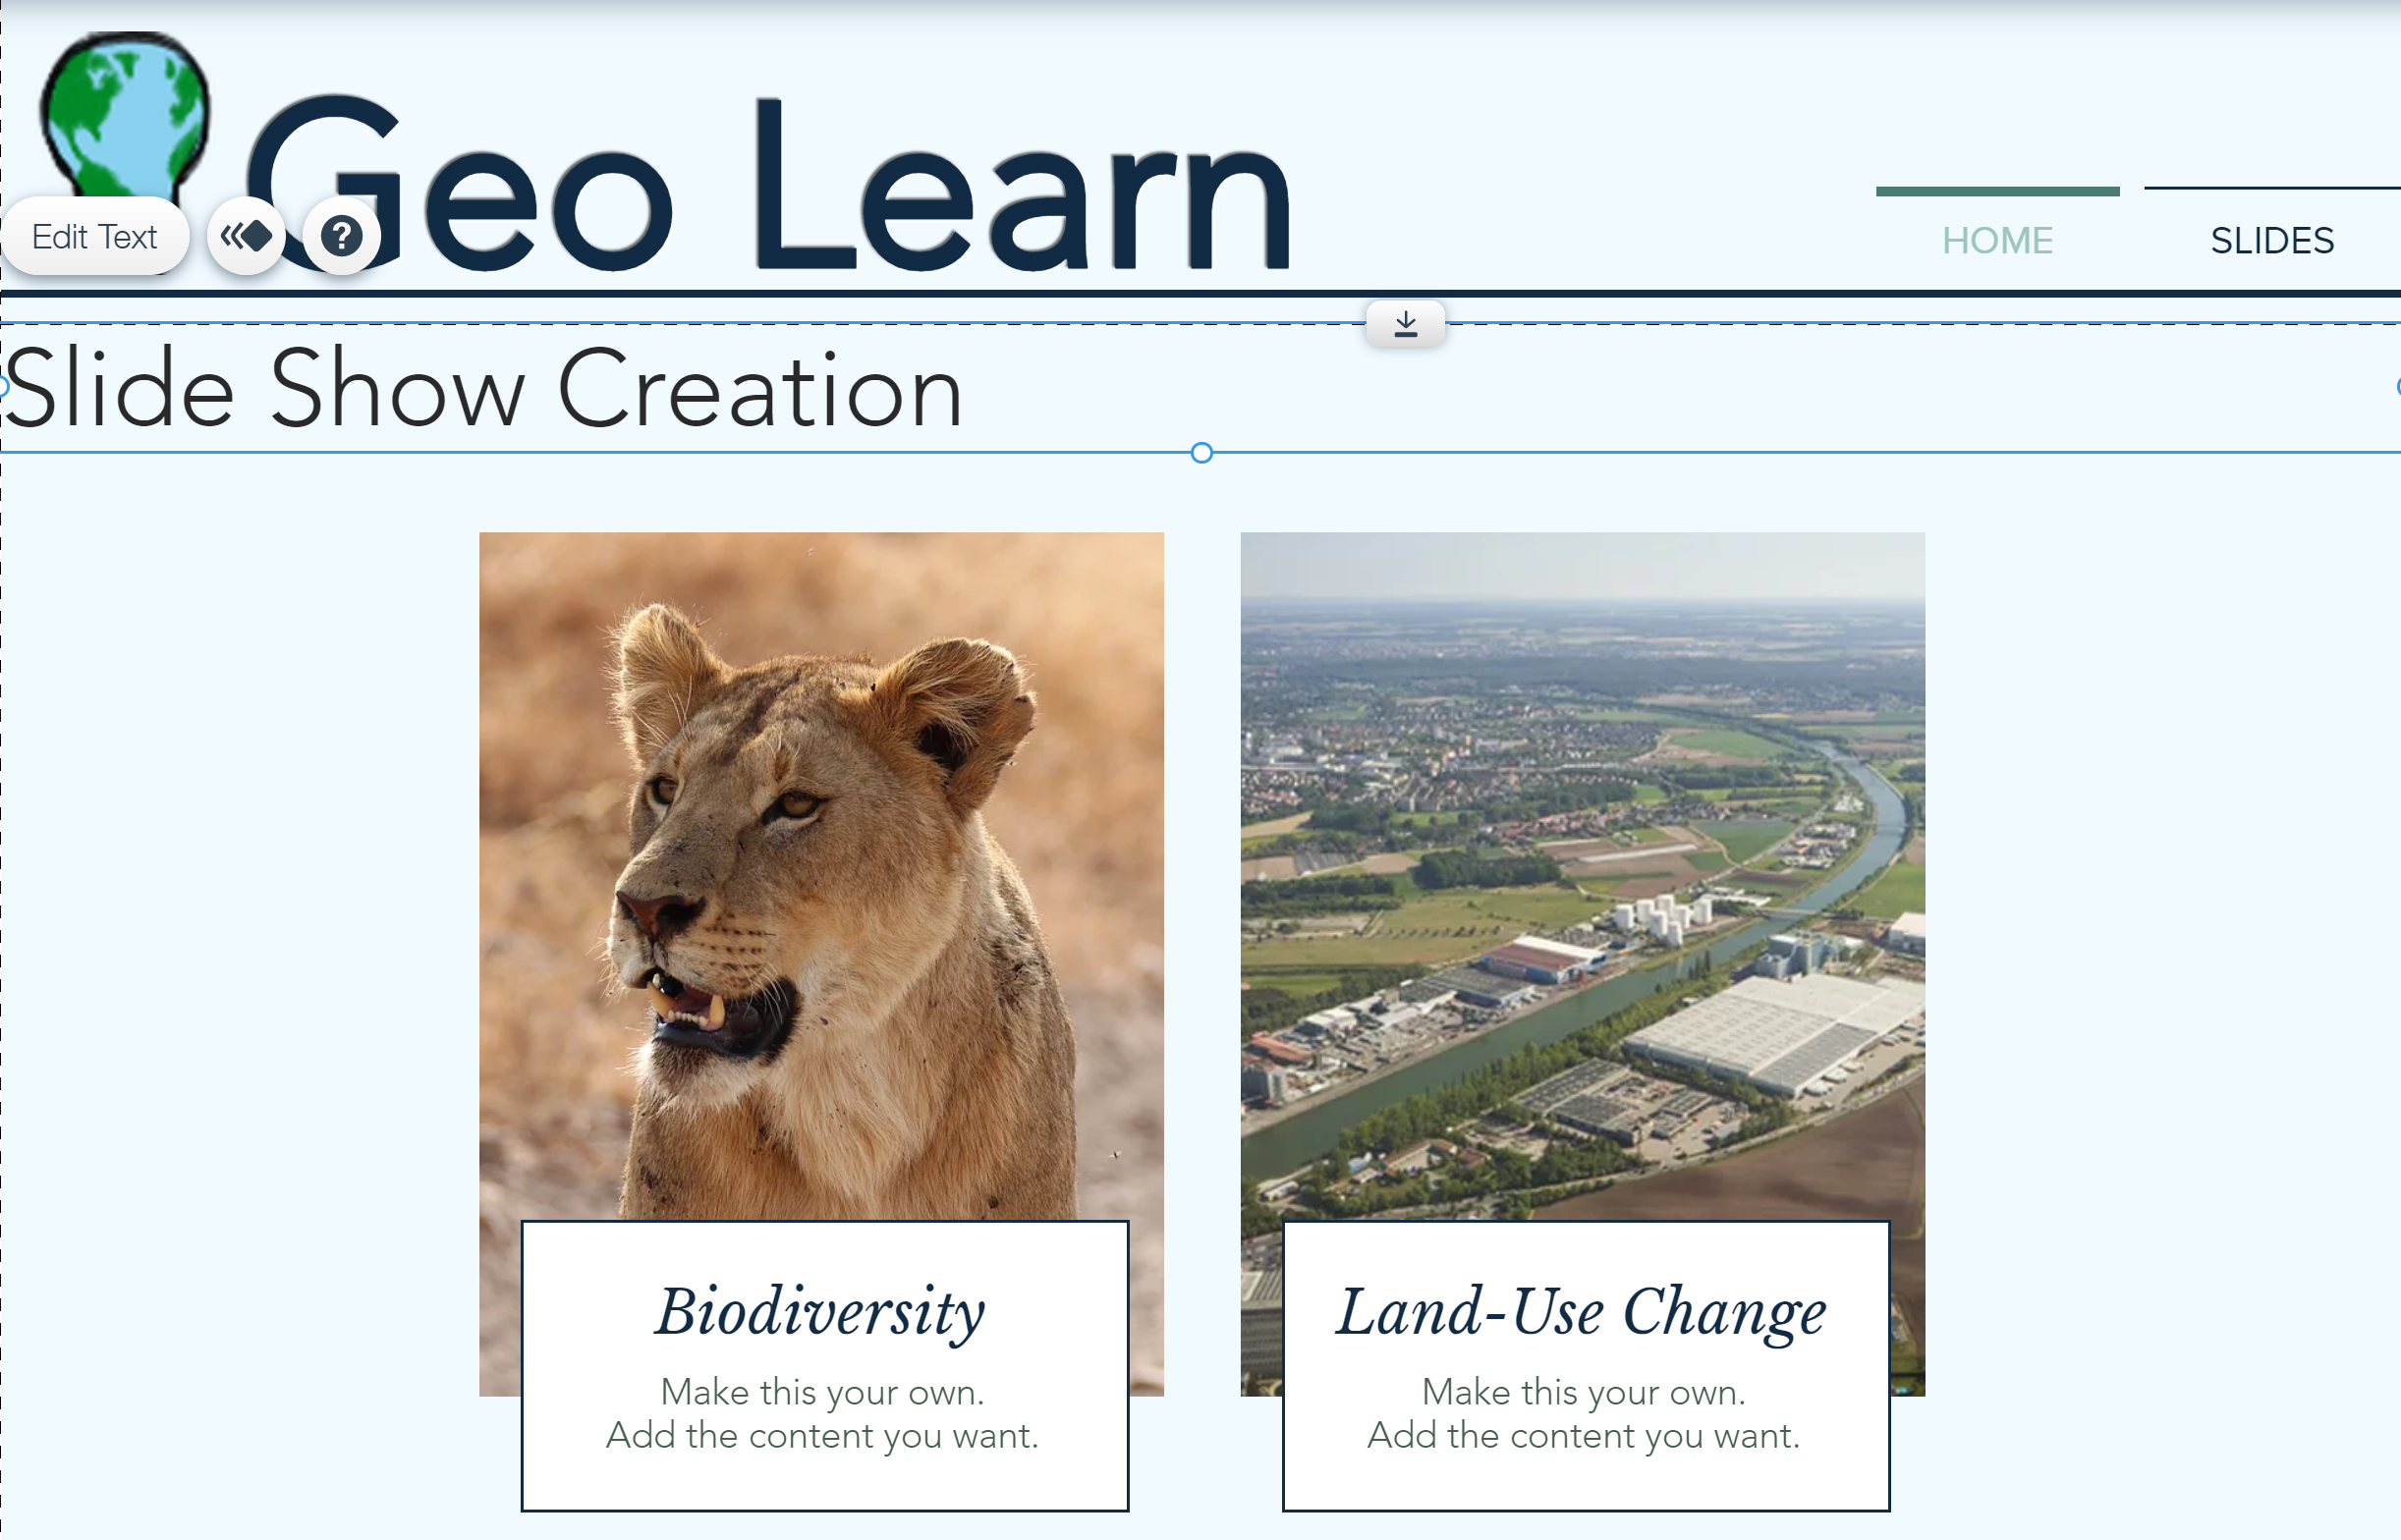 Geo Learn
Edit Text
?
HOME
SLIDES
Slide Show Creation
Biodiversity
Make this your own.
Add the content you want.
Land-Use Change
Make this your own.
Add the content you want.